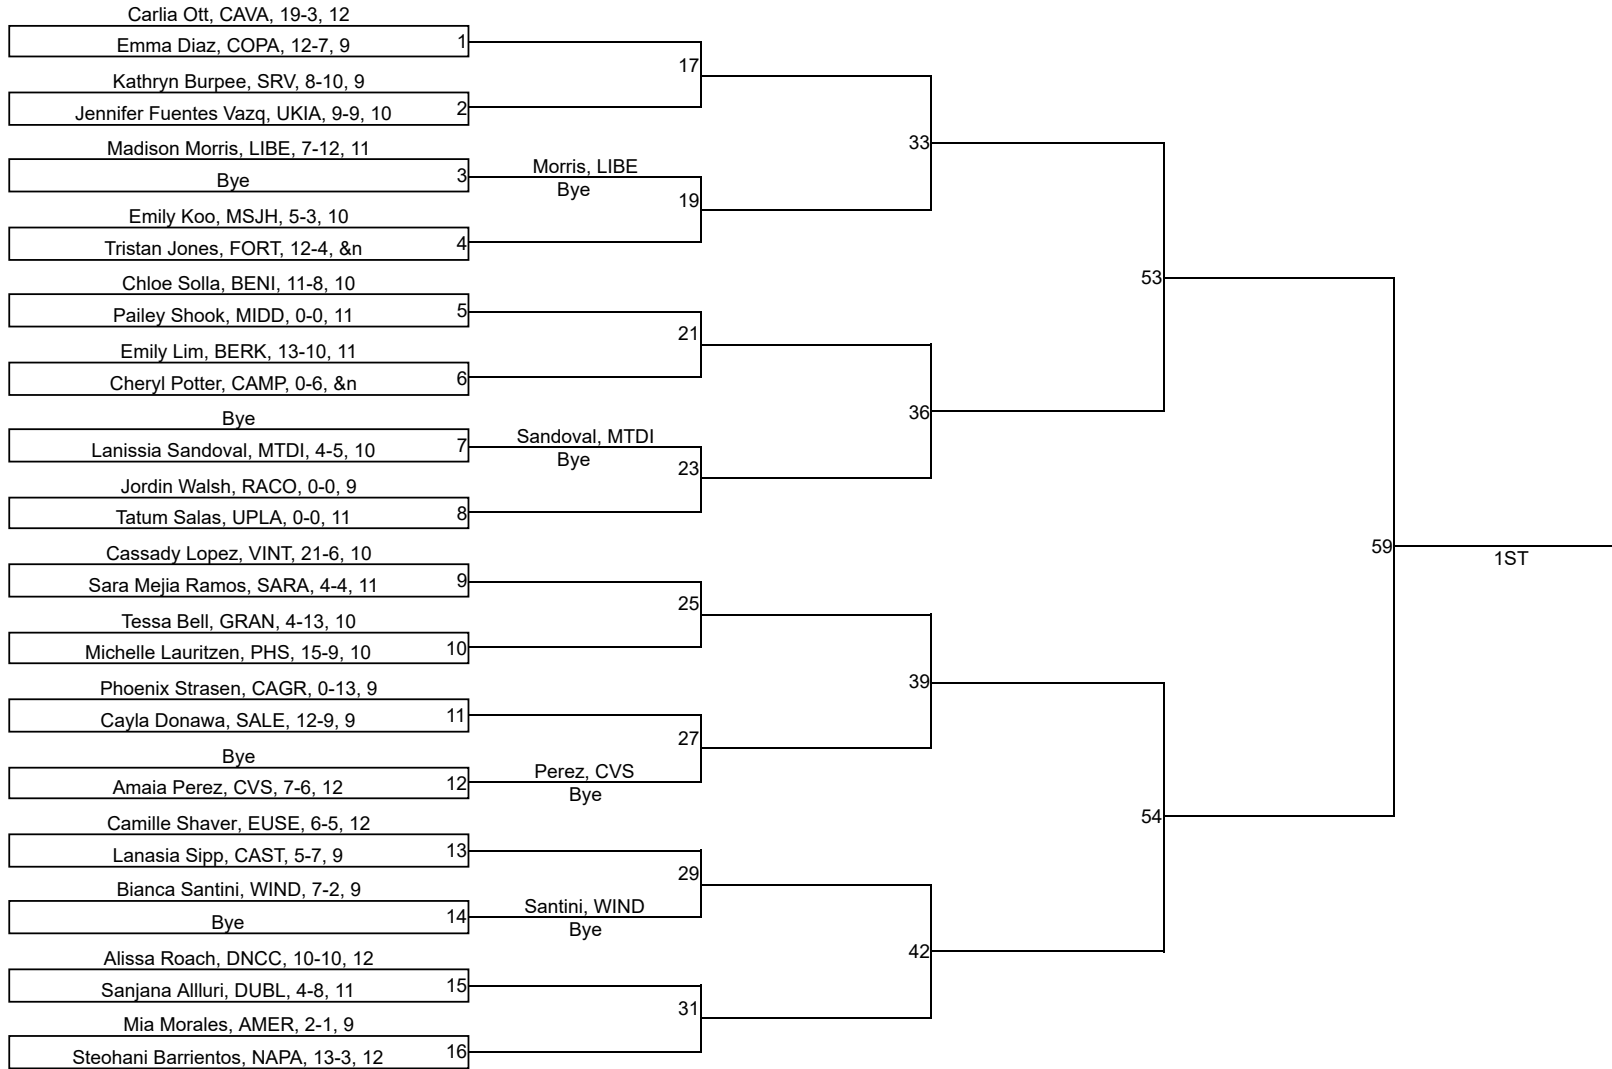 Carlia Ott, CAVA, 19-3, 12
Emma Diaz, COPA, 12-7, 9
1
17
Kathryn Burpee, SRV, 8-10, 9
Jennifer Fuentes Vazq, UKIA, 9-9, 10
2
33
Madison Morris, LIBE, 7-12, 11
Bye
3
Morris, LIBE
Bye
19
Emily Koo, MSJH, 5-3, 10
Tristan Jones, FORT, 12-4, &n
4
53
Chloe Solla, BENI, 11-8, 10
Pailey Shook, MIDD, 0-0, 11
5
21
Emily Lim, BERK, 13-10, 11
Cheryl Potter, CAMP, 0-6, &n
6
36
Bye
Lanissia Sandoval, MTDI, 4-5, 10
7
Sandoval, MTDI
Bye
23
Jordin Walsh, RACO, 0-0, 9
Tatum Salas, UPLA, 0-0, 11
8
59
1ST
Cassady Lopez, VINT, 21-6, 10
Sara Mejia Ramos, SARA, 4-4, 11
9
25
Tessa Bell, GRAN, 4-13, 10
Michelle Lauritzen, PHS, 15-9, 10
10
39
Phoenix Strasen, CAGR, 0-13, 9
Cayla Donawa, SALE, 12-9, 9
11
27
Bye
Amaia Perez, CVS, 7-6, 12
12
Perez, CVS
Bye
54
Camille Shaver, EUSE, 6-5, 12
Lanasia Sipp, CAST, 5-7, 9
13
29
Bianca Santini, WIND, 7-2, 9
Bye
14
Santini, WIND
Bye
42
Alissa Roach, DNCC, 10-10, 12
Sanjana Allluri, DUBL, 4-8, 11
15
31
Mia Morales, AMER, 2-1, 9
Steohani Barrientos, NAPA, 13-3, 12
16